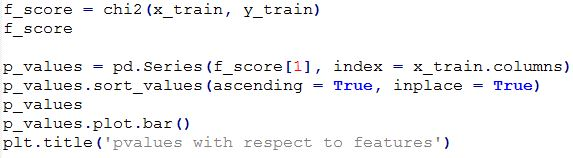 f_score = chi2(x_train, y_train)
f_score
p_values = pd.Series(f_score[1], index = x_train.columns)
p_values.sort_values(ascending = True, inplace = True)
p_values
p_values.plot.bar()
plt.title('pvalues with respect to features')